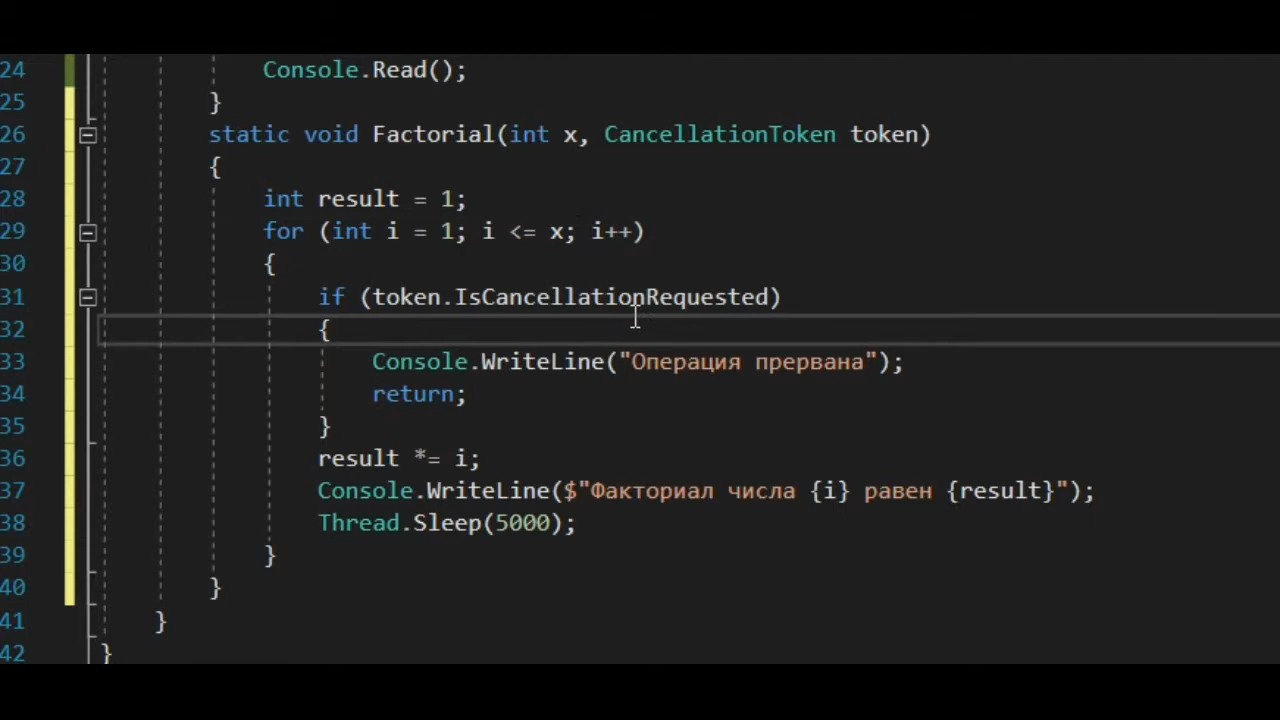 24 Console.Read();
25 }
26 static void Factorial(int x, CancellationToken token)
27 {
28 int result = 1;
29 for (int i = 1; i <= x; i++)
30 {
31 if (token.IsCancellationRequested)
32 {
33 Console.WriteLine("Операция прервана");
34 return;
35 }
36 result *= i;
37 Console.WriteLine($"Факториал числа {i} равен {result}");
38 Thread.Sleep(5000);
39 }
40 }
41 }
42 }